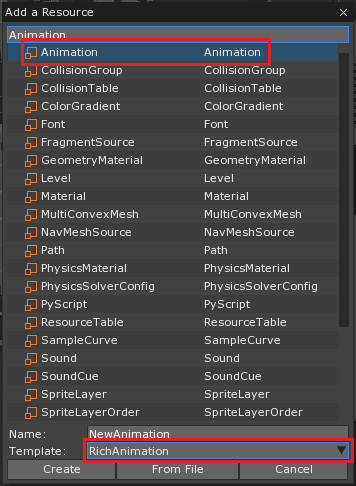 Add a Resource
Animation
Animation Animation
CollisionGroup CollisionGroup
CollisionTable CollisionTable
ColorGradient ColorGradient
Font Font
FragmentSource FragmentSource
GeometryMaterial GeometryMaterial
Level Level
Material Material
MultiConvexMesh MultiConvexMesh
NavMeshSource NavMeshSource
Path Path
PhysicsMaterial PhysicsMaterial
PhysicsSolverConfig PhysicsSolverConfig
PyScript PyScript
ResourceTable ResourceTable
SampleCurve SampleCurve
Sound Sound
SoundCue SoundCue
SpriteLayer SpriteLayer
SpriteLayerOrder SpriteLayerOrder
Name: NewAnimation
Template: RichAnimation
Create From File Cancel